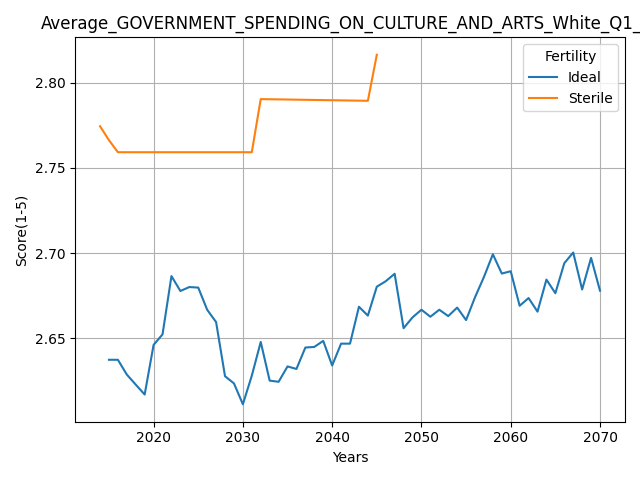 Average_GOVERNMENT_SPENDING_ON_CULTURE_AND_ARTS_White_Q1_
Fertility
Ideal
Sterile
2.80
2.75
2.70
2.65
Score(1-5)
2020 2030 2040 2050 2060 2070
Years